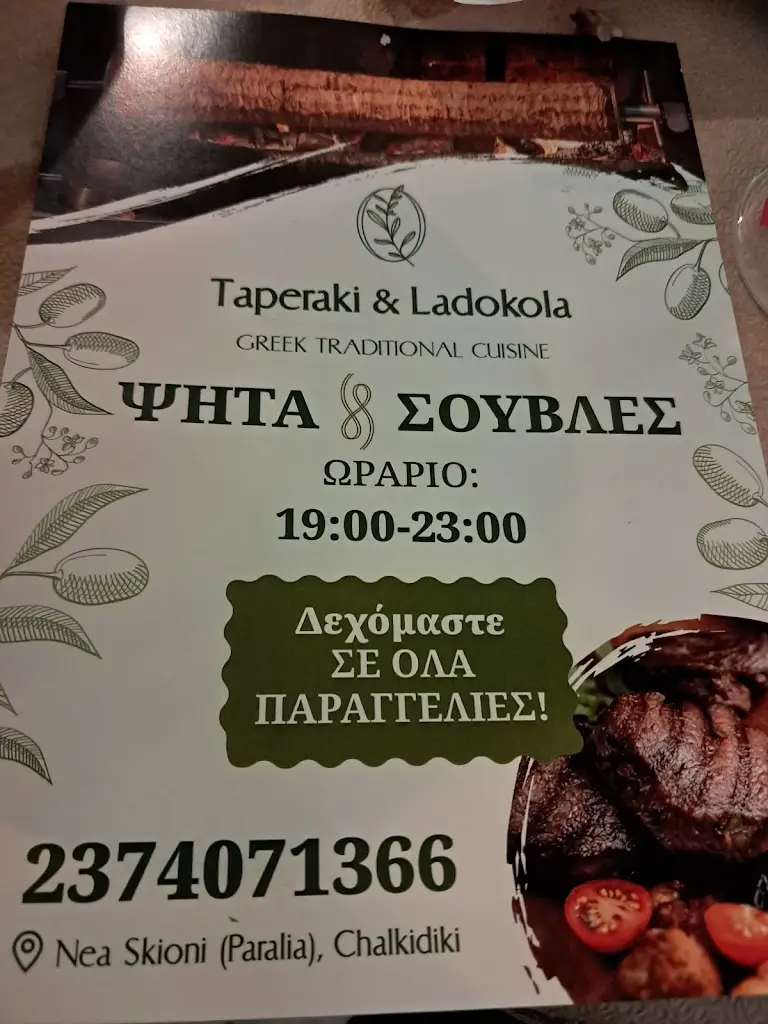 Taperaki & Ladokola
GREEK TRADITIONAL CUISINE
ΨΗΤΑ & ΣΟΥΒΛΕΣ
ΩΡΑΡΙΟ:
19:00-23:00
Δεχόμαστε
ΣΕ ΟΛΑ
ΠΑΡΑΓΓΕΛΙΕΣ!
2374071366
Nea Skioni (Paralia), Chalkidiki